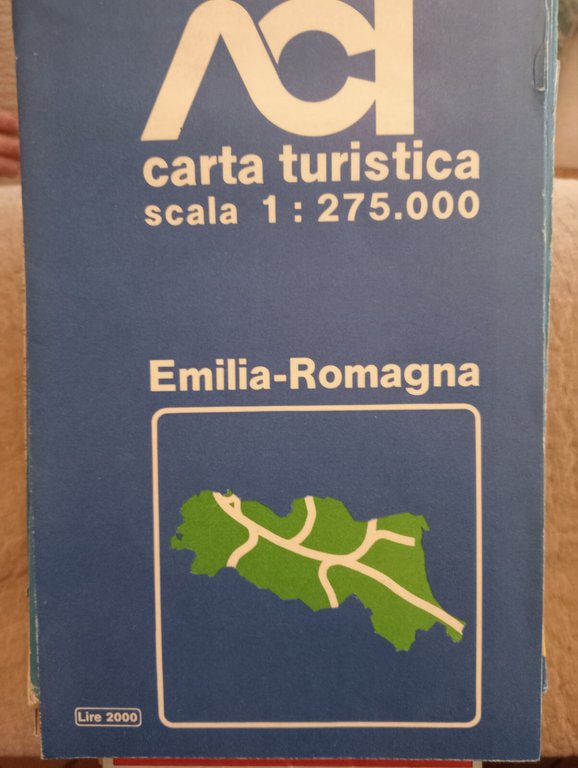 ACI
carta turistica
scala 1 : 275.000
Emilia-Romagna
Lire 2000